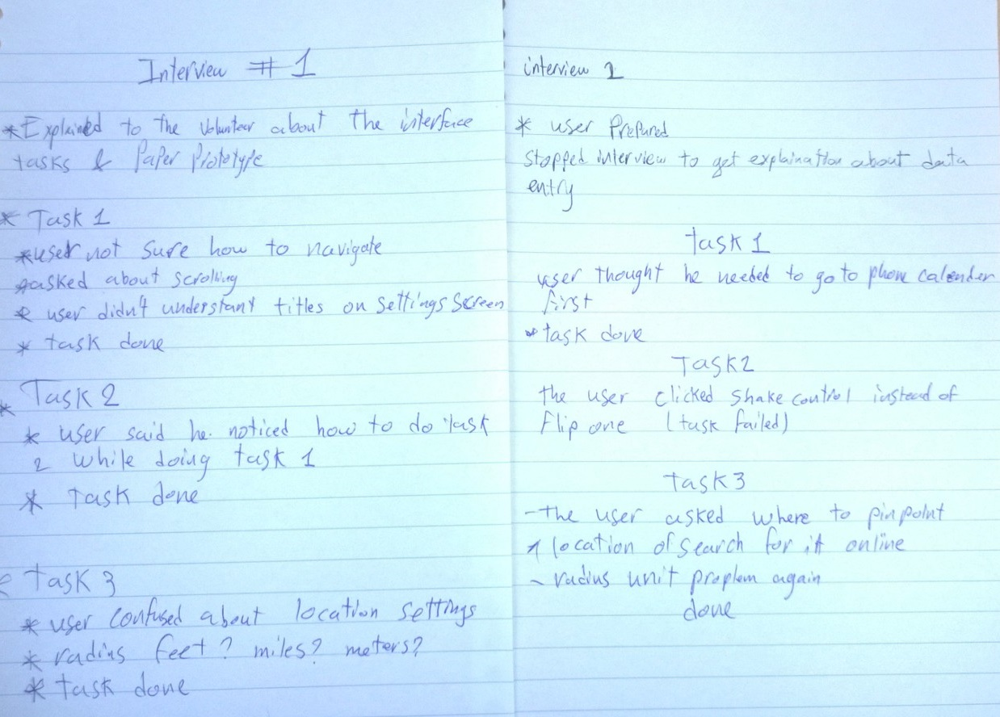 Interview # 1
* Explained to the Volunteer about the interface
tasks & Paper Prototype
* Task 1
* user not sure how to navigate
* asked about scrolling
* user didn't understant titles on settings screen
* task done
* Task 2
* user said he noticed how to do task
2 while doing task 1
* task done
* Task 3
* user confused about location settings
* radius feet? miles? meters?
* task done
interview 2
* user Prepared
stopped interview to get explaination about data
entry
task 1
user thought he needed to go to phone calender
first
* task done
Task 2
the user clicked shake control instead of
flip one (task failed)
task 3
- the user asked where to pinpoint
location of search for it online
- radius unit proplem again
done